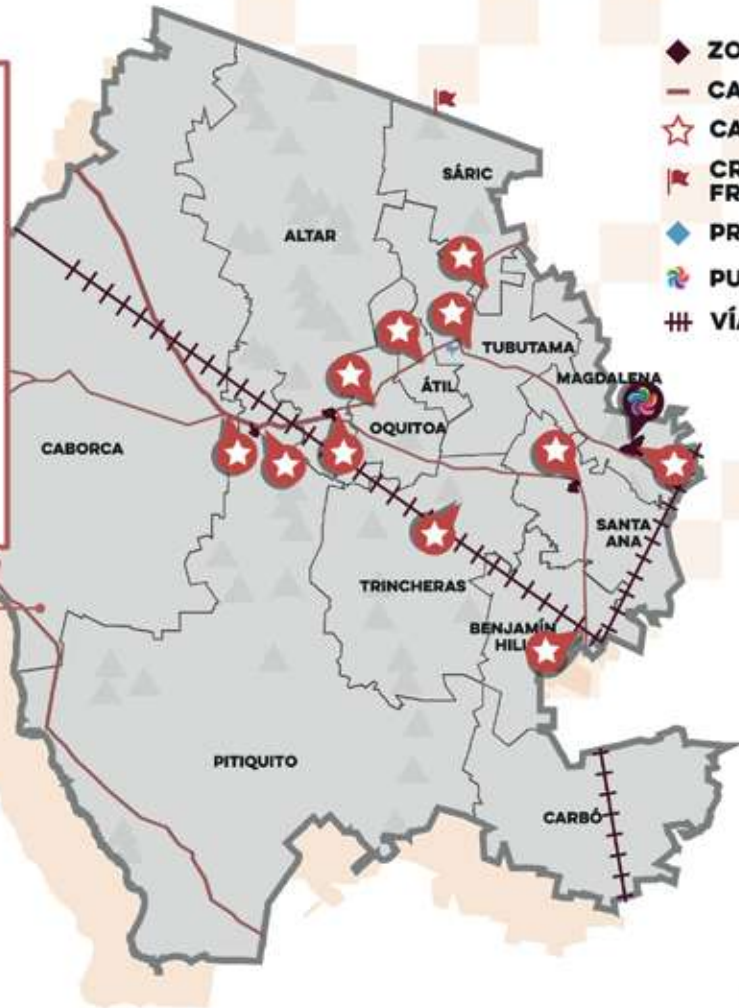 ZO
CA
CA
CR
FR
PR
PU
VÍA
SÁRIC
ALTAR
TUBUTAMA
MAGDALENA
ÁTIL
OQUITOA
CABORCA
SANTA
ANA
TRINCHERAS
BENJAMÍN
HILL
PITIQUITO
CARBÓ